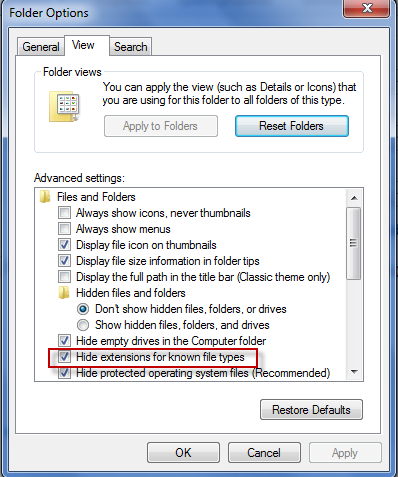 Folder Options
General
View
Search
Folder views
You can apply the view (such as Details or Icons) that
you are using for this folder to all folders of this type.
Apply to Folders
Reset Folders
Advanced settings:
Files and Folders
Always show icons, never thumbnails
Always show menus
Display file icon on thumbnails
Display file size information in folder tips
Display the full path in the title bar (Classic theme only)
Hidden files and folders
Don't show hidden files, folders, or drives
Show hidden files, folders, and drives
Hide empty drives in the Computer folder
Hide extensions for known file types
Hide protected operating system files (Recommended)
Restore Defaults
OK
Cancel
Apply